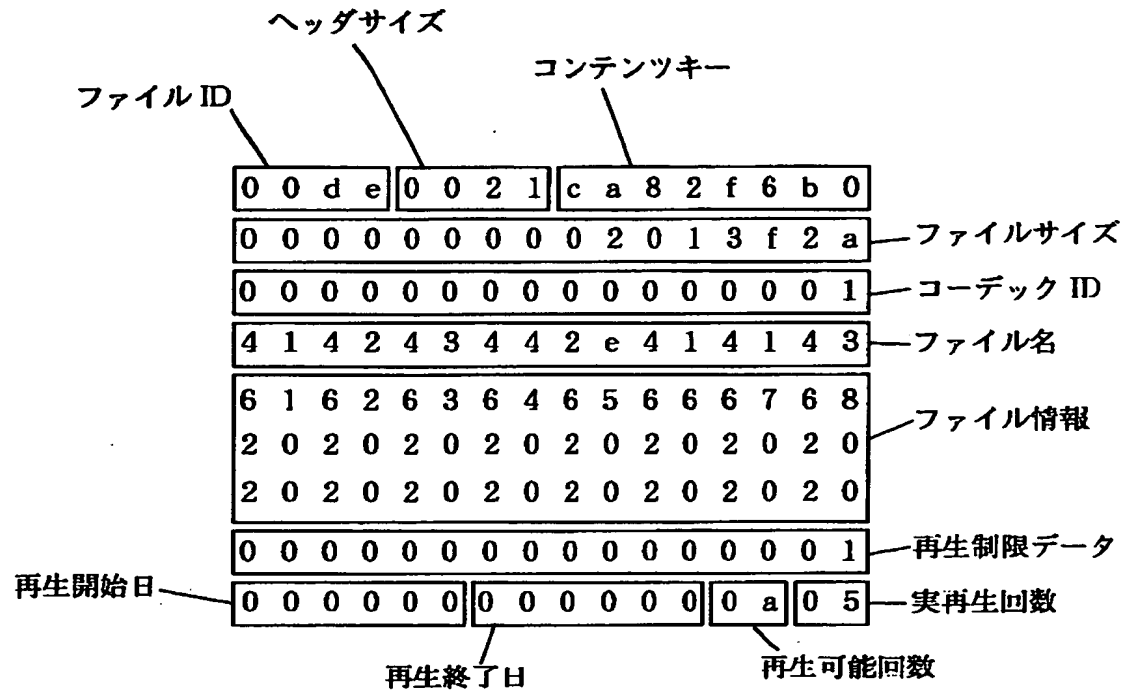 ヘッダサイズ
コンテンツキー
ファイル ID
0 0 d e 0 0 2 1 c a 8 2 f 6 b 0
0 0 0 0 0 0 0 0 0 2 0 1 3 f 2 a ファイルサイズ
0 0 0 0 0 0 0 0 0 0 0 0 0 0 0 1 コーデック ID
4 1 4 2 4 3 4 4 2 e 4 1 4 1 4 3 ファイル名
6 1 6 2 6 3 6 4 6 5 6 6 6 7 6 8
ファイル情報
2 0 2 0 2 0 2 0 2 0 2 0 2 0 2 0
2 0 2 0 2 0 2 0 2 0 2 0 2 0 2 0
0 0 0 0 0 0 0 0 0 0 0 0 0 0 0 1 再生制限データ
再生開始日 0 0 0 0 0 0 0 0 0 0 0 0 0 a 0 5 実再生回数
再生終了日 再生可能回数